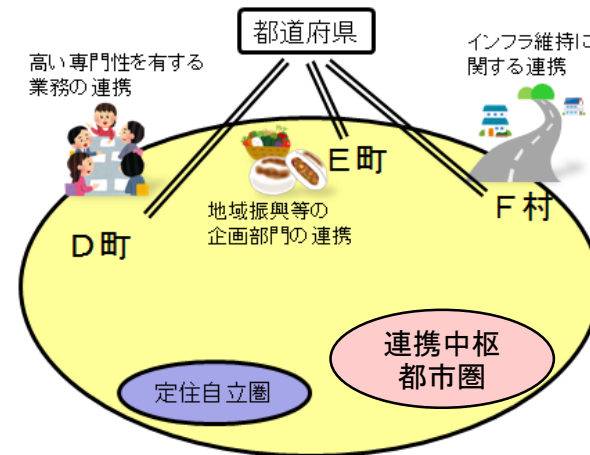 都道府県
高い専門性を有する
業務の連携
インフラ維持に
関する連携
E町
地域振興等の
企画部門の連携
D町
F村
連携中枢
都市圏
定住自立圏